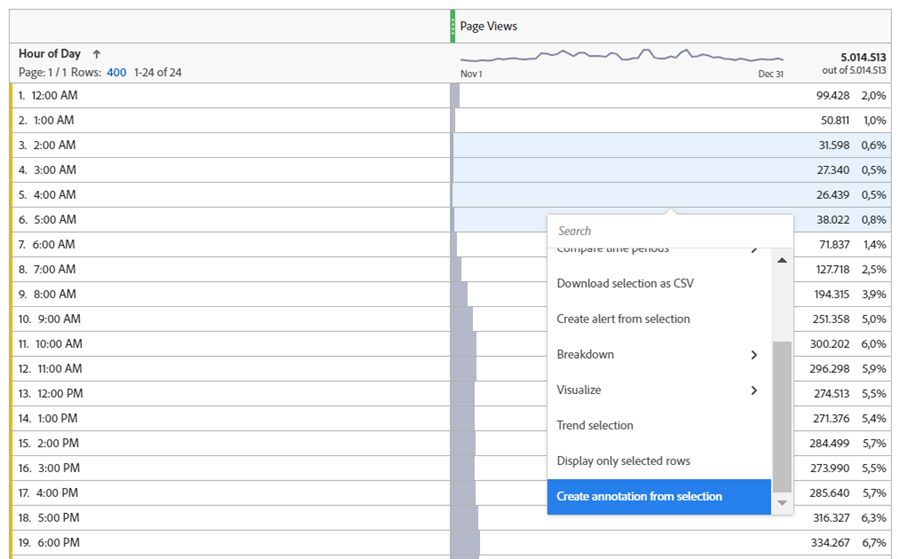 Page Views
Hour of Day ↑
Page: 1 / 1 Rows: 400 1-24 of 24
Nov 1
Dec 31
5.014.513
out of 5.014.513
1. 12:00 AM 99.428 2,0%
2. 1:00 AM 50.811 1,0%
3. 2:00 AM 31.598 0,6%
4. 3:00 AM 27.340 0,5%
5. 4:00 AM 26.439 0,5%
6. 5:00 AM 38.022 0,8%
7. 6:00 AM 71.837 1,4%
8. 7:00 AM 127.718 2,5%
9. 8:00 AM 194.315 3,9%
10. 9:00 AM 251.358 5,0%
11. 10:00 AM 300.202 6,0%
12. 11:00 AM 296.298 5,9%
13. 12:00 PM 274.513 5,5%
14. 1:00 PM 271.376 5,4%
15. 2:00 PM 284.499 5,7%
16. 3:00 PM 273.990 5,5%
17. 4:00 PM 285.640 5,7%
18. 5:00 PM 316.327 6,3%
19. 6:00 PM 334.267 6,7%
Search
Compare time periods
Download selection as CSV
Create alert from selection
Breakdown
Visualize
Trend selection
Display only selected rows
Create annotation from selection